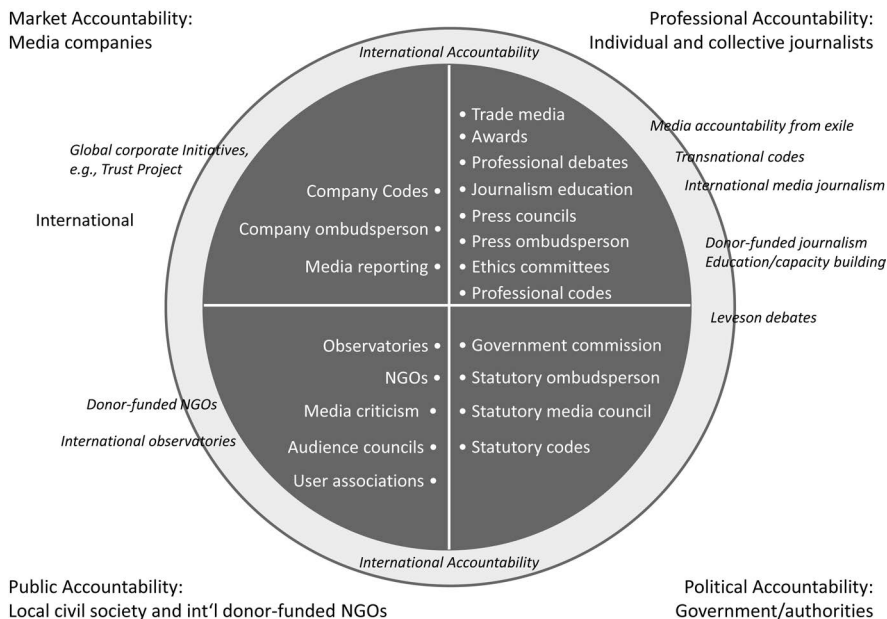 Market Accountability:
Media companies
Professional Accountability:
Individual and collective journalists
International Accountability
Global corporate Initiatives,
e.g., Trust Project
International
Company Codes •
Company ombudsperson •
Media reporting •
• Trade media
• Awards
• Professional debates
• Journalism education
• Press councils
• Press ombudsperson
• Ethics committees
• Professional codes
Media accountability from exile
Transnational codes
International media journalism
Donor-funded journalism
Education/capacity building
Leveson debates
Observatories •
NGOs •
Media criticism •
Audience councils •
User associations •
• Government commission
• Statutory ombudsperson
• Statutory media council
• Statutory codes
Donor-funded NGOs
International observatories
International Accountability
Public Accountability:
Local civil society and int‘l donor-funded NGOs
Political Accountability:
Government/authorities